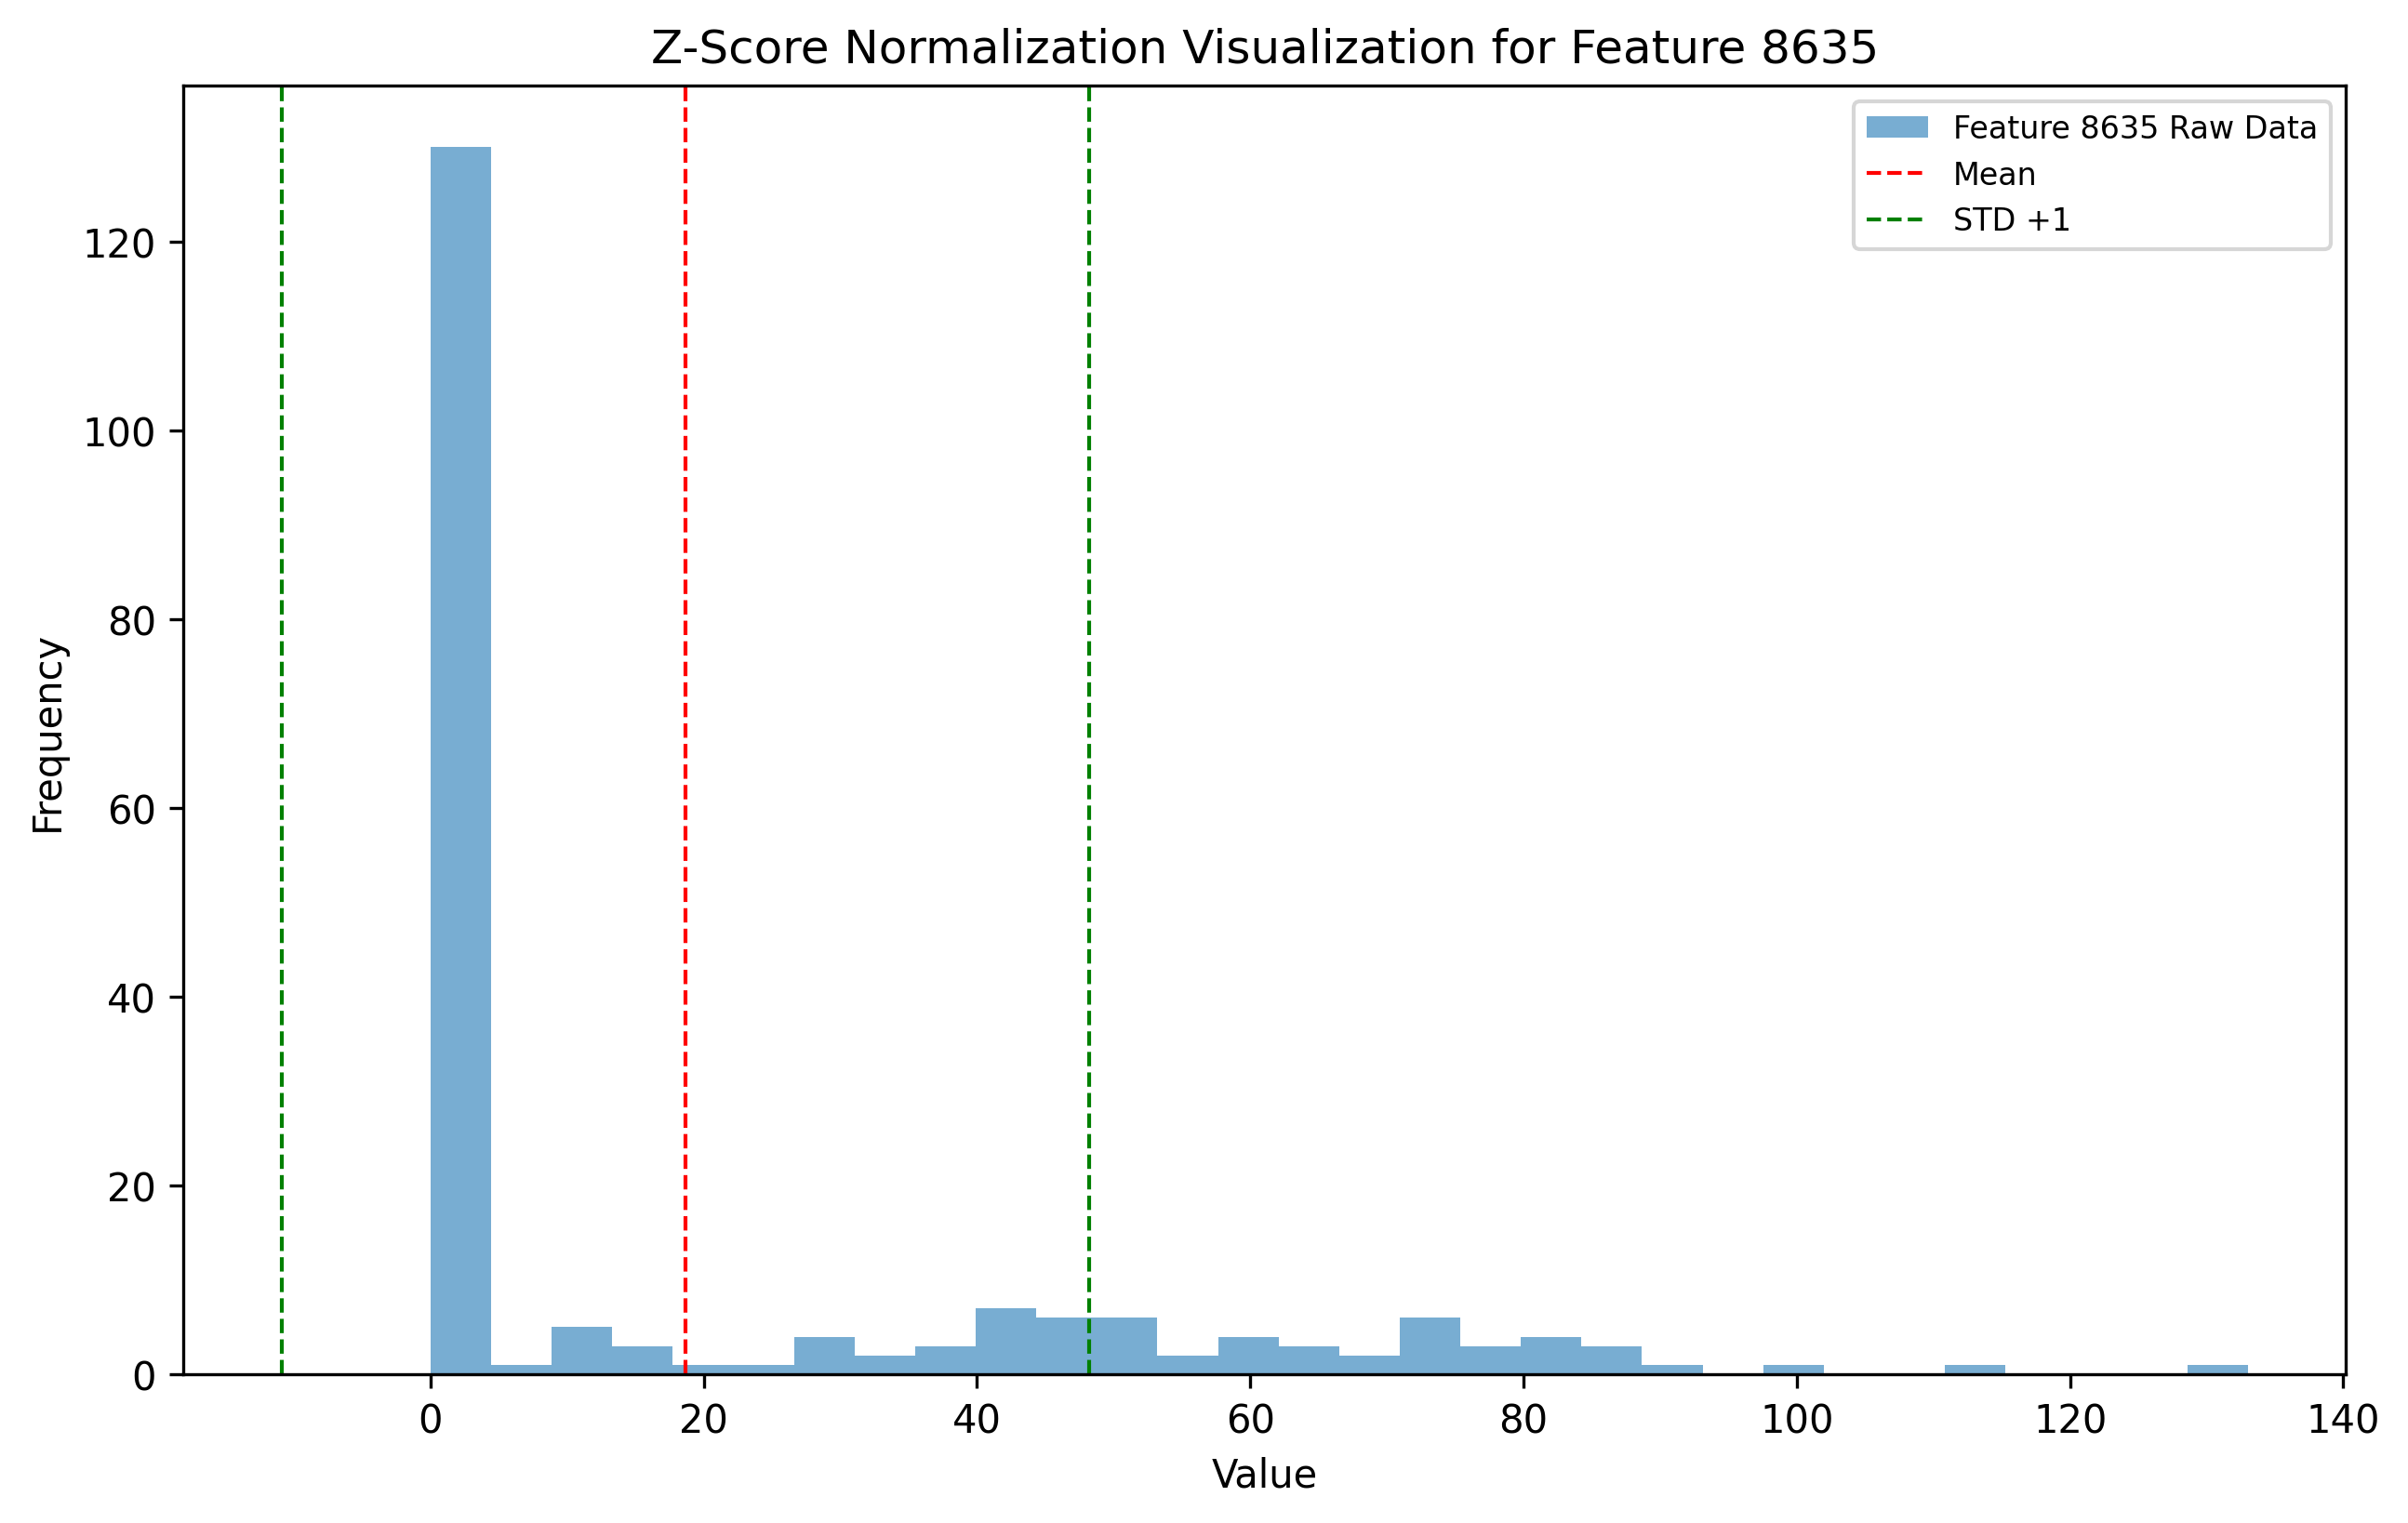 Z-Score Normalization Visualization for Feature 8635
Feature 8635 Raw Data
Mean
STD +1
120
100
80
60
40
20
0
Frequency
0 20 40 60 80 100 120 140
Value